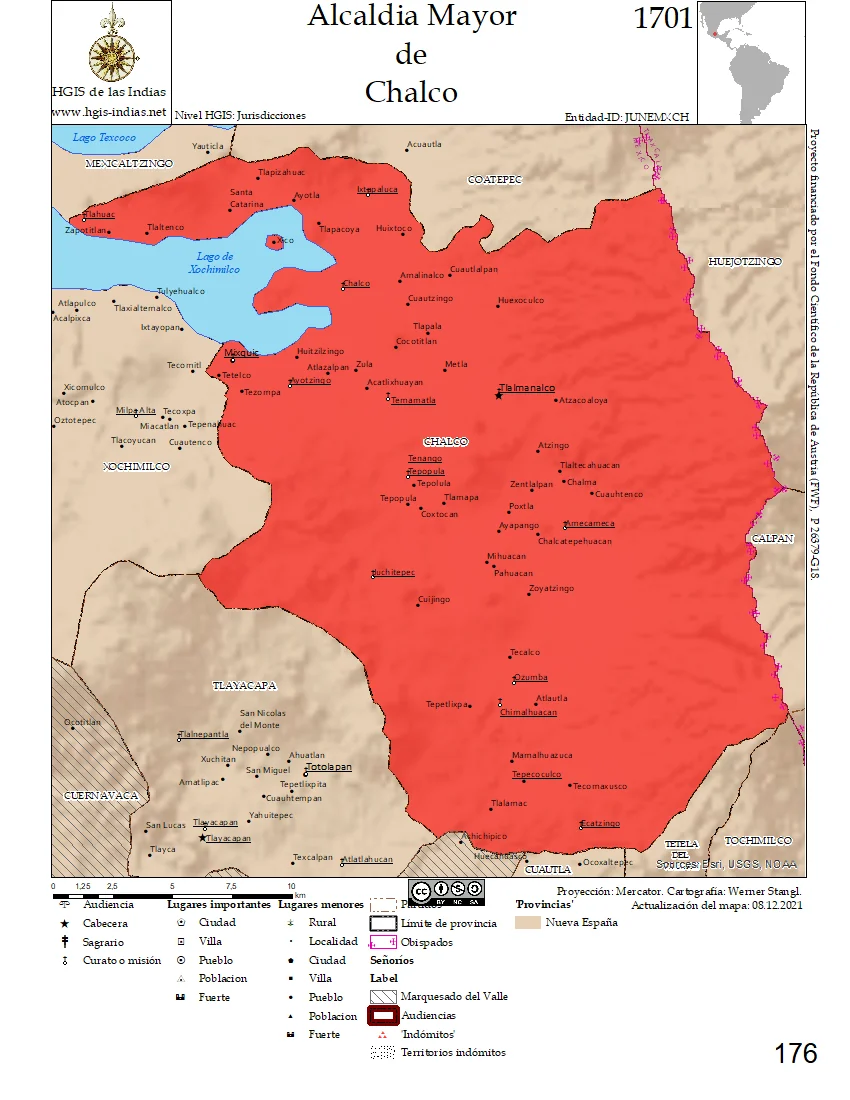 Alcaldia Mayor
de
Chalco
1701
HGIS de las Indias
www.hgis-indias.net
Nivel HGIS: Jurisdicciones
Entidad-ID: JUNEMXCH
Lago Texcoco
Yauticla
Acuautla
MEXICALTZINGO
COATEPEC
Tlapizahuac
Santa
Catarina
Ayotla
Ixtapaluca
Tlahuac
Zapotitlan
Tlaltenco
Tlapacoya
Huixtoco
Xico
Lago de
Xochimilco
HUEJOTZINGO
Chalco
Amalinalco
Cuautlalpan
Tulyehualco
Atlapulco
Tlaxialtemalco
Acalpixca
Ixtayopan
Cuautzingo
Huexoculco
Tlapala
Cocotitlan
Mixquic
Huitzilzingo
Tecomitl
Tetelco
Atlazalpan
Zula
Metla
Ayotzingo
Acatlixhuayan
Tezompa
Temamatla
Tlalmanalco
Atzacoaloya
Xicomulco
Atocpan
Milpa Alta
Tecoxpa
Oztotepec
Miacatlan
Tepenahuac
Tlacoyucan
Cuautenco
XOCHIMILCO
CHALCO
Atzingo
Tenango
Tepopula
Tepolula
Tlaltecahuacan
Zentlalpan
Chalma
Cuauhtenco
Tepopula
Tlamapa
Coxtocan
Poxtla
Ayapango
Amecameca
Chalcatepehuacan
CALPAN
Mihuacan
Pahuacan
Juchitepec
Zoyatzingo
Cuijingo
Tecalco
TLAYACAPA
Ozumba
Tepetlixpa
Atlautla
Chimalhuacan
Ocotitlan
San Nicolas
del Monte
Tlalnepantla
Nepopualco
Xuchitan
Ahuatlan
San Miguel
Totolapan
Amatlipac
Tepetlixpita
Cuauhtempan
Mamalhuazuca
Tepecoculco
Tecomaxusco
CUERNAVACA
Tlalamac
San Lucas
Tlayacapan
Yahuitepec
Tlayacapan
Tlayca
Ecatzingo
Achichipico
Texcalpan
Atlatlahucan
Huecahuasco
CUAUTLA
Ocoxaltepec
TETELA
DEL
TOCHIMILCO
Sources: Esri, USGS, NOAA
Proyecto financiado por el Fondo Científico de la República de Austria (FWF), P 26379-G18.
0 1,25 2,5 5 7,5 10
km
CC BY NC SA
Proyección: Mercator. Cartografía: Werner Stangl.
Actualización del mapa: 08.12.2021
Audiencia
Cabecera
Sagrario
Curato o misión
Lugares importantes
Ciudad
Villa
Pueblo
Poblacion
Fuerte
Lugares menores
Rural
Localidad
Ciudad
Villa
Pueblo
Poblacion
Fuerte
Límite de provincia
Obispados
Señoríos
Label
Marquesado del Valle
Audiencias
'Indómitos'
Territorios indómitos
'Provincias'
Nueva España
176